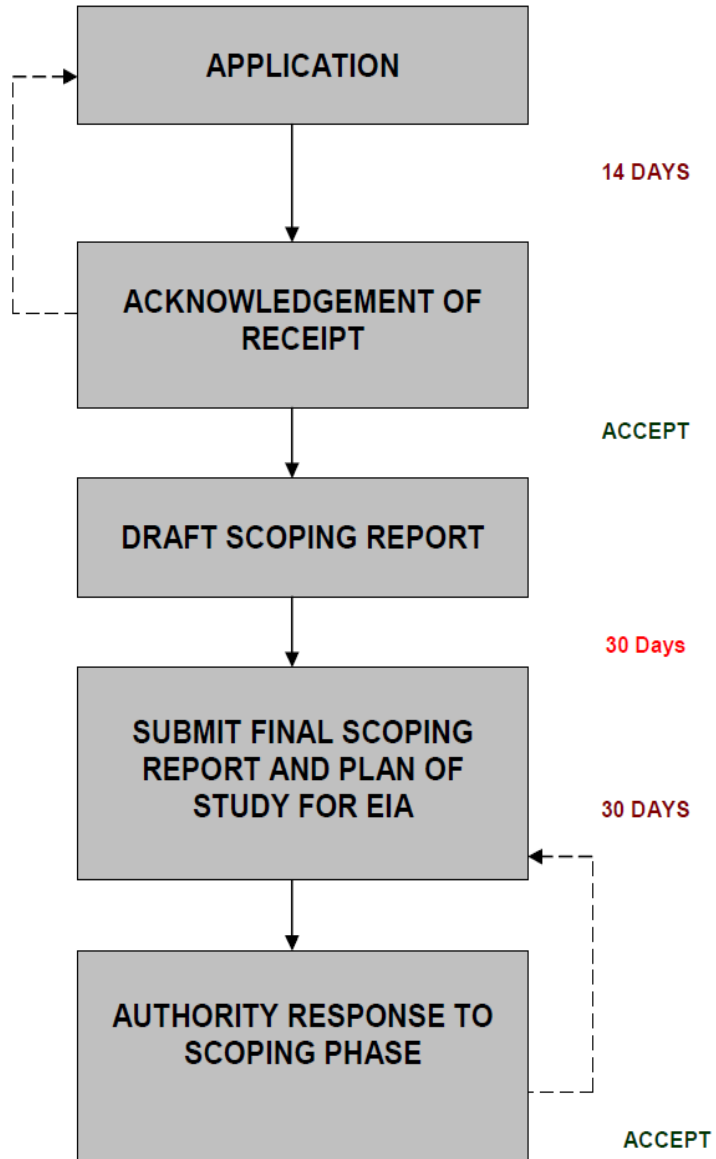 APPLICATION
14 DAYS
ACKNOWLEDGEMENT OF
RECEIPT
ACCEPT
DRAFT SCOPING REPORT
30 Days
SUBMIT FINAL SCOPING
REPORT AND PLAN OF
STUDY FOR EIA
30 DAYS
AUTHORITY RESPONSE TO
SCOPING PHASE
ACCEPT